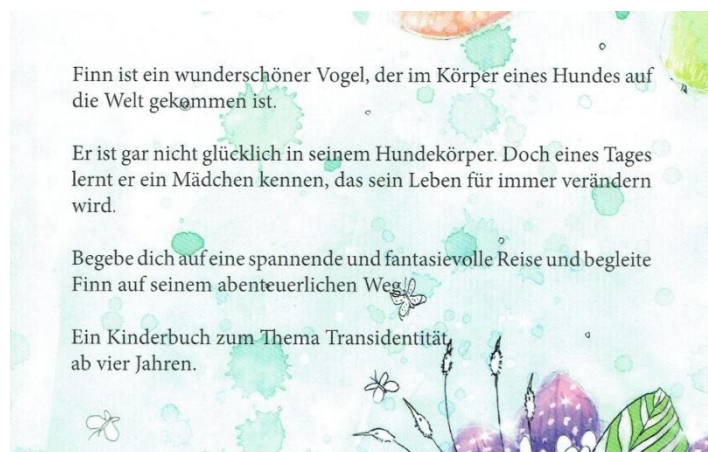 Finn ist ein wunderschöner Vogel, der im Körper eines Hundes auf
die Welt gekommen ist.
Er ist gar nicht glücklich in seinem Hundekörper. Doch eines Tages
lernt er ein Mädchen kennen, das sein Leben für immer verändern
wird.
Begebe dich auf eine spannende und fantasievolle Reise und begleite
Finn auf seinem abenteuerlichen Weg!
Ein Kinderbuch zum Thema Transidentität,
ab vier Jahren.